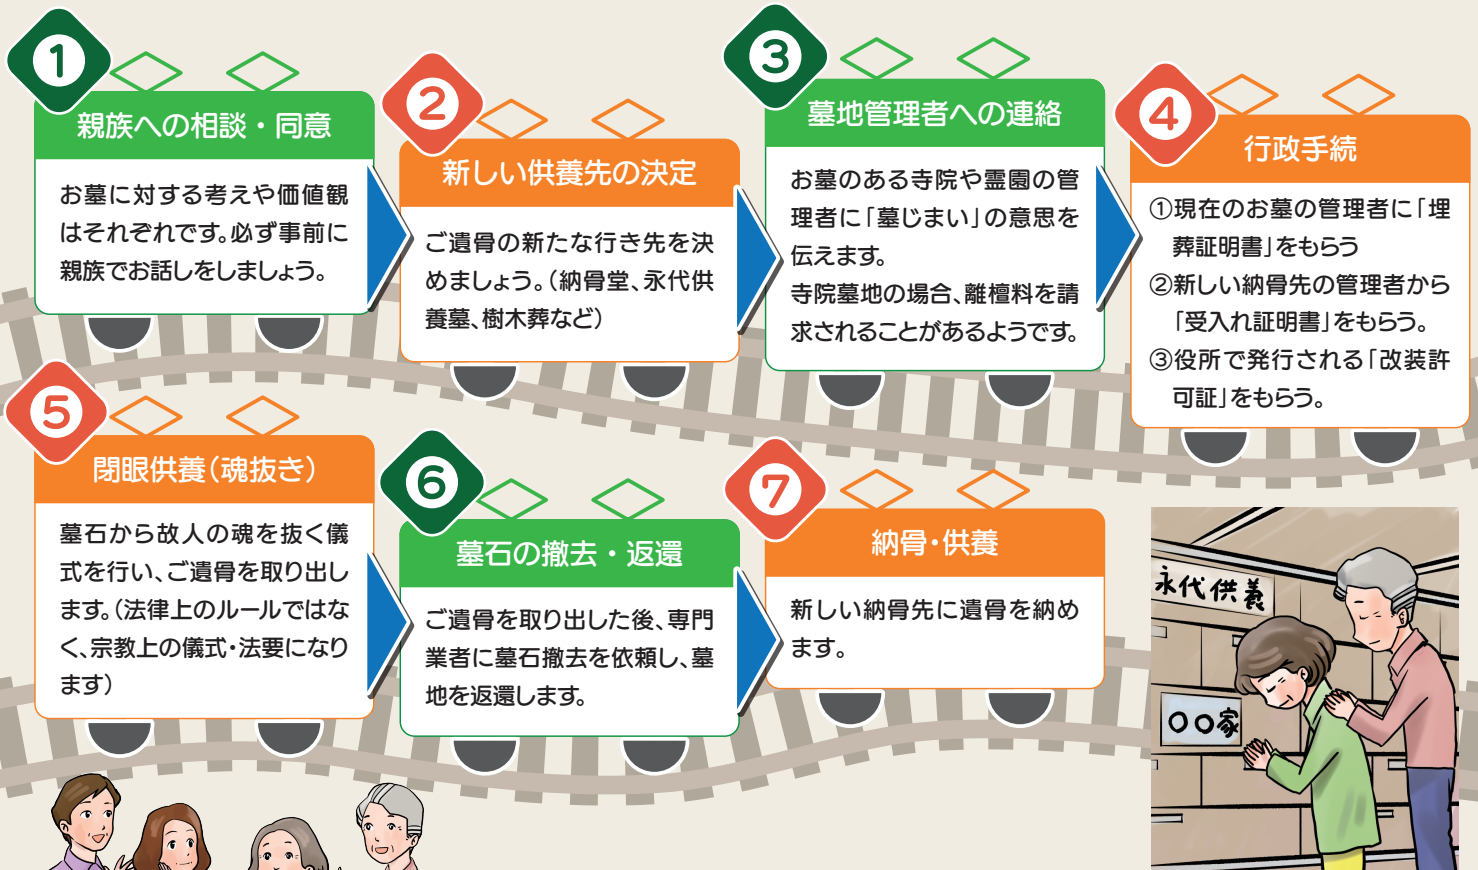 1
親族への相談・同意
お墓に対する考えや価値観
はそれぞれです。必ず事前に
親族でお話しをしましょう。
2
新しい供養先の決定
ご遺骨の新たな行き先を決
めましょう。(納骨堂、永代供
養墓、樹木葬など)
3
墓地管理者への連絡
お墓のある寺院や霊園の管
理者に「墓じまい」の意思を
伝えます。
寺院墓地の場合、離檀料を請
求されることがあるようです。
4
行政手続
①現在のお墓の管理者に「埋
葬証明書」をもらう
②新しい納骨先の管理者から
「受入れ証明書」をもらう。
③役所で発行される「改装許
可証」をもらう。
5
閉眼供養(魂抜き)
墓石から故人の魂を抜く儀
式を行い、ご遺骨を取り出し
ます。(法律上のルールではな
く、宗教上の儀式・法要になり
ます)
6
墓石の撤去・返還
ご遺骨を取り出した後、専門
業者に墓石撤去を依頼し、墓
地を返還します。
7
納骨・供養
新しい納骨先に遺骨を納め
ます。
永代供養
〇〇家